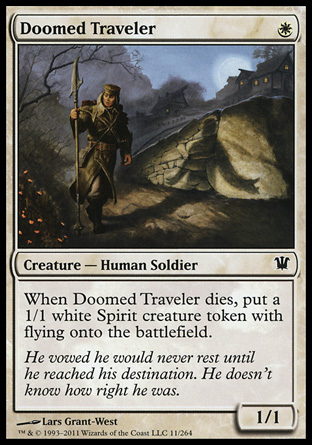 Doomed Traveler
Creature — Human Soldier
When Doomed Traveler dies, put a
1/1 white Spirit creature token with
flying onto the battlefield.
He vowed he would never rest until
he reached his destination. He doesn't
know how right he was.
Lars Grant-West
™ & © 1993–2011 Wizards of the Coast LLC 11/264
1/1